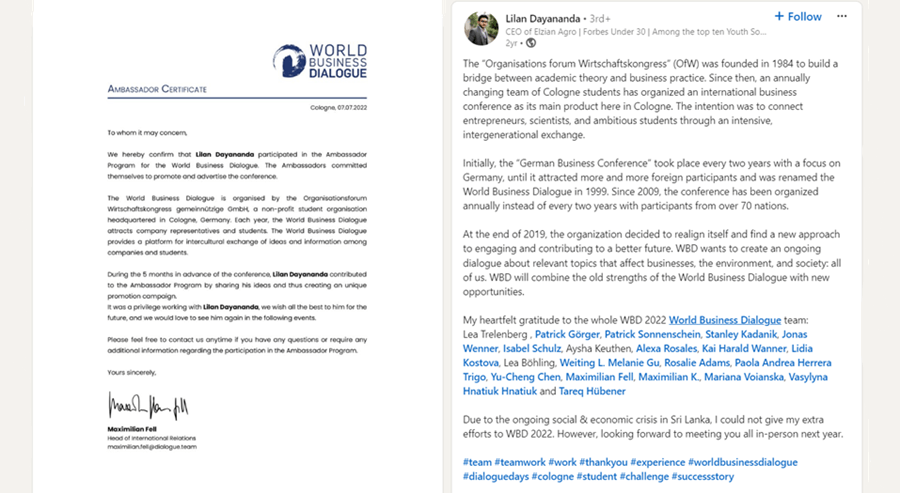 WORLD
BUSINESS
DIALOGUE
AMBASSADOR CERTIFICATE
Cologne, 07.07.2022
To whom it may concern,
We hereby confirm that Lilan Dayananda participated in the Ambassador
Program for the World Business Dialogue. The Ambassadors committed
themselves to promote and advertise the conference.
The World Business Dialogue is organised by the Organisationsforum
Wirtschaftskongress gemeinnützige GmbH, a non-profit student organisation
headquartered in Cologne, Germany. Each year, the World Business Dialogue
attracts company representatives and students. The World Business Dialogue
provides a platform for intercultural exchange of ideas and information among
companies and students.
During the 5 months in advance of the conference, Lilan Dayananda contributed
to the Ambassador Program by sharing his ideas and thus creating an unique
promotion campaign.
It was a privilege working with Lilan Dayananda, we wish all the best to him for the
future, and we would love to see him again in the following events.
Please feel free to contact us anytime if you have any questions or require any
additional information regarding the participation in the Ambassador Program.
Yours sincerely,
Maximilian Fell
Maximilian Fell
Head of International Relations
maximilian.fell@dialogue.team
Lilan Dayananda • 3rd+
+ Follow ...
CEO of Elzian Agro | Forbes Under 30 | Among the top ten Youth So...
2yr •
The "Organisations forum Wirtschaftskongress" (OfW) was founded in 1984 to build a
bridge between academic theory and business practice. Since then, an annually
changing team of Cologne students has organized an international business
conference as its main product here in Cologne. The intention was to connect
entrepreneurs, scientists, and ambitious students through an intensive,
intergenerational exchange.
Initially, the "German Business Conference" took place every two years with a focus on
Germany, until it attracted more and more foreign participants and was renamed the
World Business Dialogue in 1999. Since 2009, the conference has been organized
annually instead of every two years with participants from over 70 nations.
At the end of 2019, the organization decided to realign itself and find a new approach
to engaging and contributing to a better future. WBD wants to create an ongoing
dialogue about relevant topics that affect businesses, the environment, and society: all
of us. WBD will combine the old strengths of the World Business Dialogue with new
opportunities.
My heartfelt gratitude to the whole WBD 2022 World Business Dialogue team:
Lea Trelenberg , Patrick Görger, Patrick Sonnenschein, Stanley Kadanik, Jonas
Wenner, Isabel Schulz, Aysha Keuthen, Alexa Rosales, Kai Harald Wanner, Lidia
Kostova, Lea Böhling, Weiting L. Melanie Gu, Rosalie Adams, Paola Andrea Herrera
Trigo, Yu-Cheng Chen, Maximilian Fell, Maximilian K., Mariana Voianska, Vasylyna
Hnatiuk Hnatiuk and Tareq Hübener
Due to the ongoing social & economic crisis in Sri Lanka, I could not give my extra
efforts to WBD 2022. However, looking forward to meeting you all in-person next year.
#team #teamwork #work #thankyou #experience #worldbusinessdialogue
#dialoguedays #cologne #student #challenge #successstory